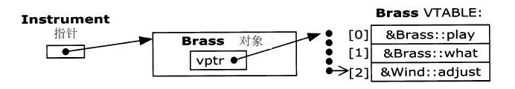 Instrument
指针
Brass 对象
vptr
Brass VTABLE:
[0] &Brass::play
[1] &Brass::what
[2] &Wind::adjust